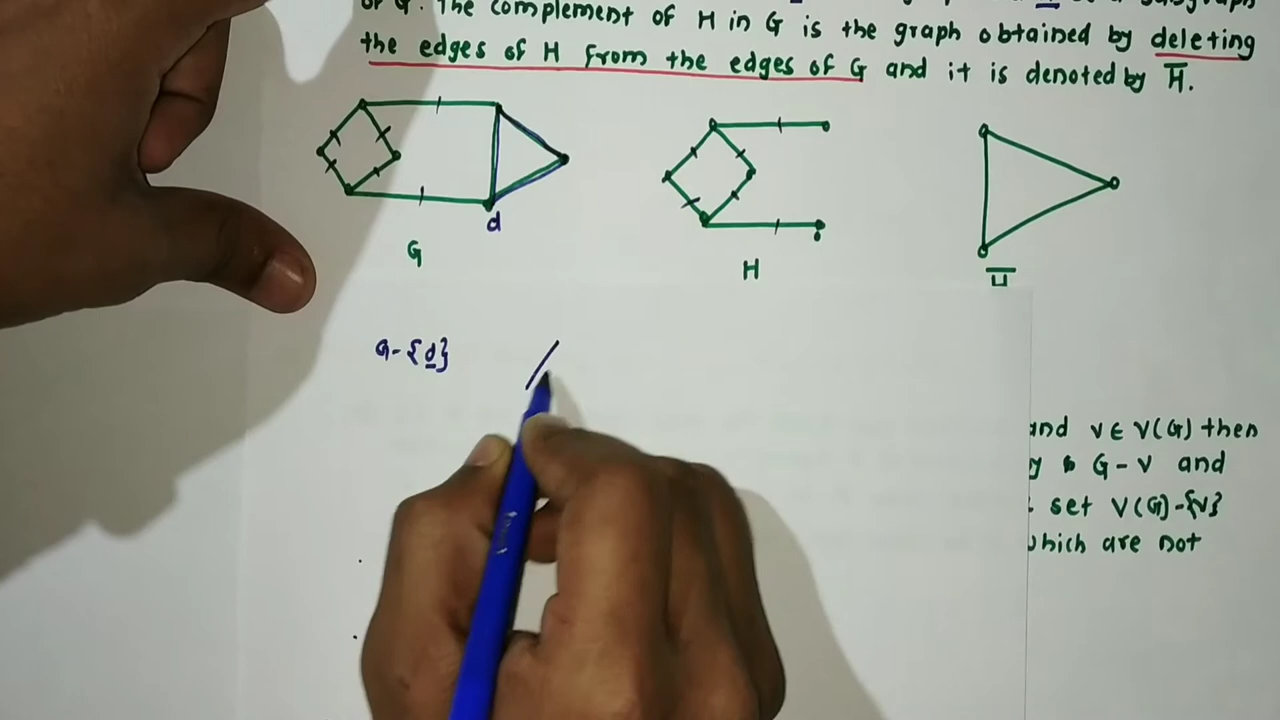 of G. The complement of H in G is the graph obtained by deleting
the edges of H from the edges of G and it is denoted by H̅.
d
G
H
H̅
G-{d}
and v ∈ V(G) then
G-v and
set V(G)-{v}
which are not